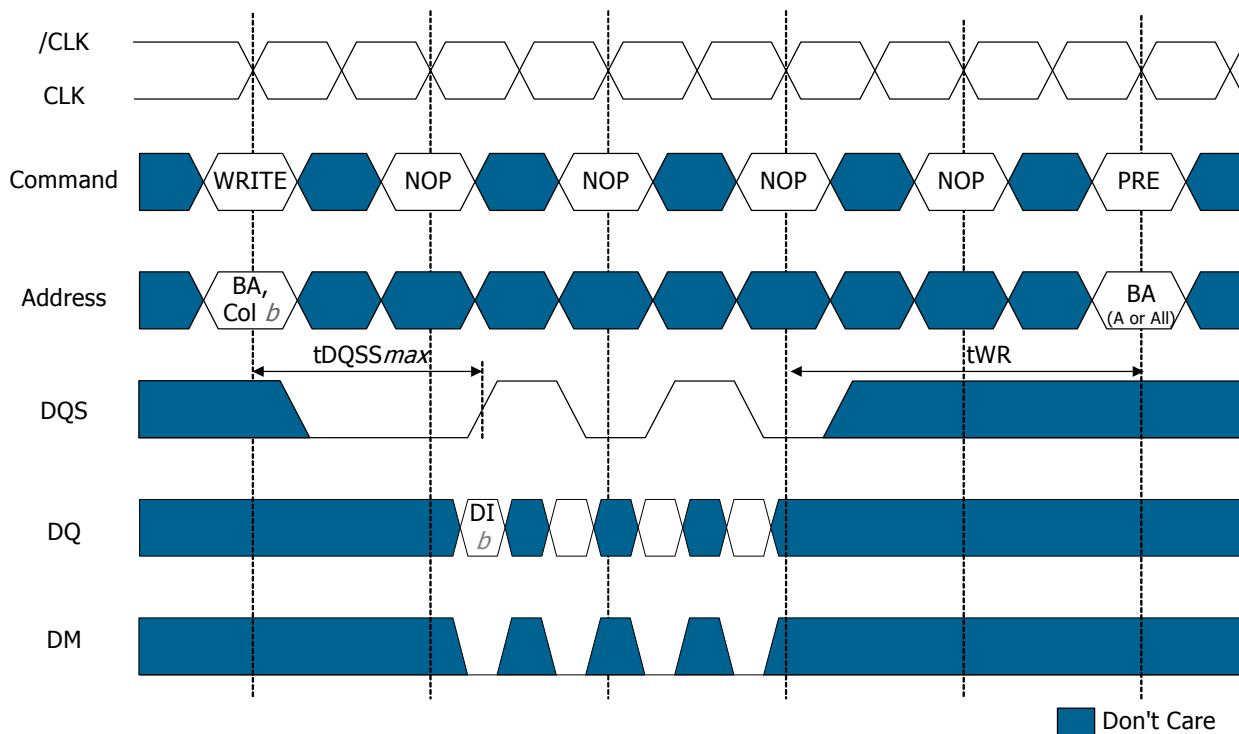 /CLK
CLK
Command
WRITE
NOP
NOP
NOP
NOP
PRE
Address
BA,
Col b
BA
(A or All)
tDQSSmax
tWR
DQS
DQ
DI
b
DM
Don't Care